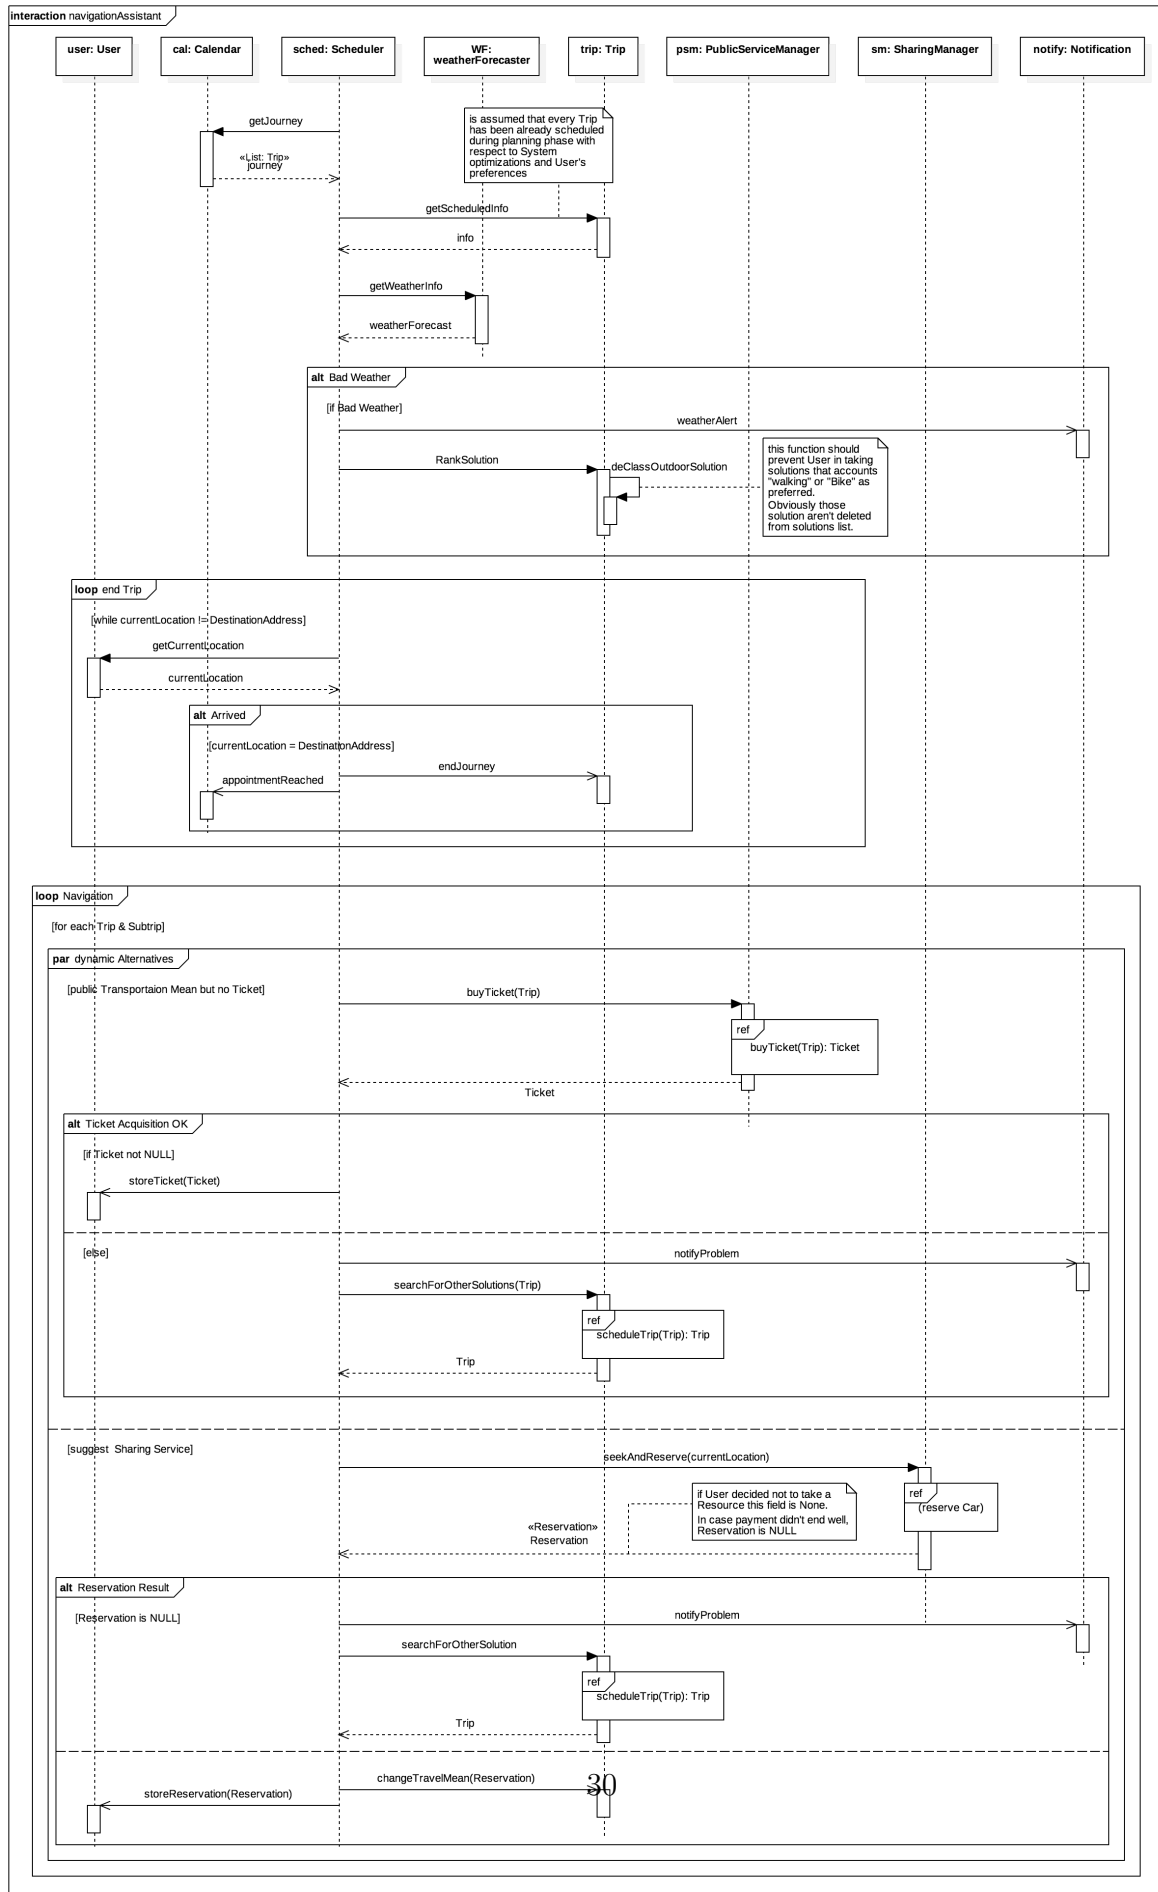 interaction navigationAssistant
user: User
cal: Calendar
sched: Scheduler
WF:
weatherForecaster
trip: Trip
psm: PublicServiceManager
sm: SharingManager
notify: Notification
getJourney
is assumed that every Trip
has been already scheduled
during planning phase with
respect to System
optimizations and User's
preferences
«List: Trip»
journey
getScheduledInfo
info
getWeatherInfo
weatherForecast
alt Bad Weather
[if Bad Weather]
weatherAlert
RankSolution
deClassOutdoorSolution
this function should
prevent User in taking
solutions that accounts
"walking" or "Bike" as
preferred.
Obviously those
solution aren't deleted
from solutions list.
loop end Trip
[while currentLocation != DestinationAddress]
getCurrentLocation
currentLocation
alt Arrived
[currentLocation = DestinationAddress]
endJourney
appointmentReached
loop Navigation
[for each Trip & Subtrip]
par dynamic Alternatives
[public Transportaion Mean but no Ticket]
buyTicket(Trip)
ref
buyTicket(Trip): Ticket
Ticket
alt Ticket Acquisition OK
[if Ticket not NULL]
storeTicket(Ticket)
[else]
notifyProblem
searchForOtherSolutions(Trip)
ref
scheduleTrip(Trip): Trip
Trip
[suggest Sharing Service]
seekAndReserve(currentLocation)
ref
(reserve Car)
if User decided not to take a
Resource this field is None.
In case payment didn't end well,
Reservation is NULL
«Reservation»
Reservation
alt Reservation Result
[Reservation is NULL]
notifyProblem
searchForOtherSolution
ref
scheduleTrip(Trip): Trip
Trip
changeTravelMean(Reservation)
30
storeReservation(Reservation)